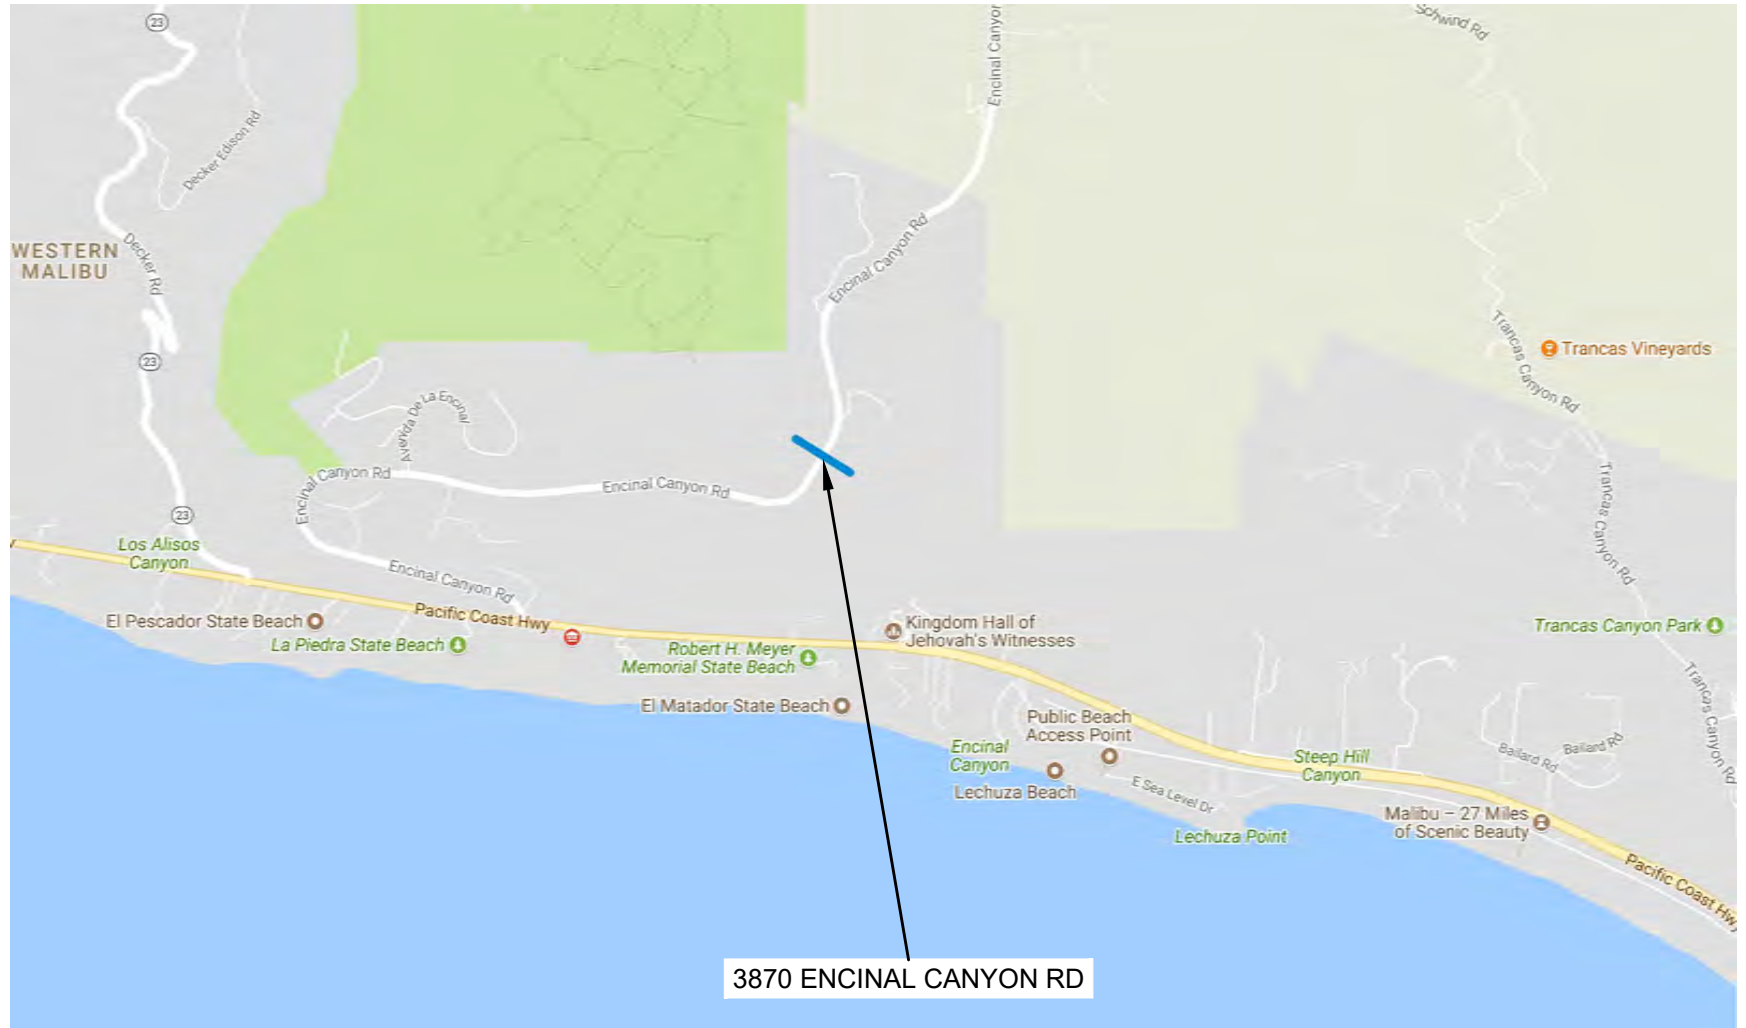 23
Schwind Rd
Encinal Canyon
Decker Edison Rd
WESTERN
MALIBU
Decker Rd
Encinal Canyon Rd
Trancas Canyon Rd
Trancas Vineyards
23
Avenida De La Encinal
Encinal Canyon Rd
Encinal Canyon Rd
Trancas Canyon Rd
23
Los Alisos
Canyon
Encinal Canyon Rd
El Pescador State Beach
Pacific Coast Hwy
La Piedra State Beach
Kingdom Hall of
Jehovah's Witnesses
Robert H. Meyer
Memorial State Beach
Trancas Canyon Park
Trancas Canyon Rd
El Matador State Beach
Public Beach
Access Point
Encinal
Canyon
Lechuza Beach
E Sea Level Dr
Steep Hill
Canyon
Bailard Rd
Bailard Rd
Lechuza Point
Malibu – 27 Miles
of Scenic Beauty
Pacific Coast Hwy
3870 ENCINAL CANYON RD